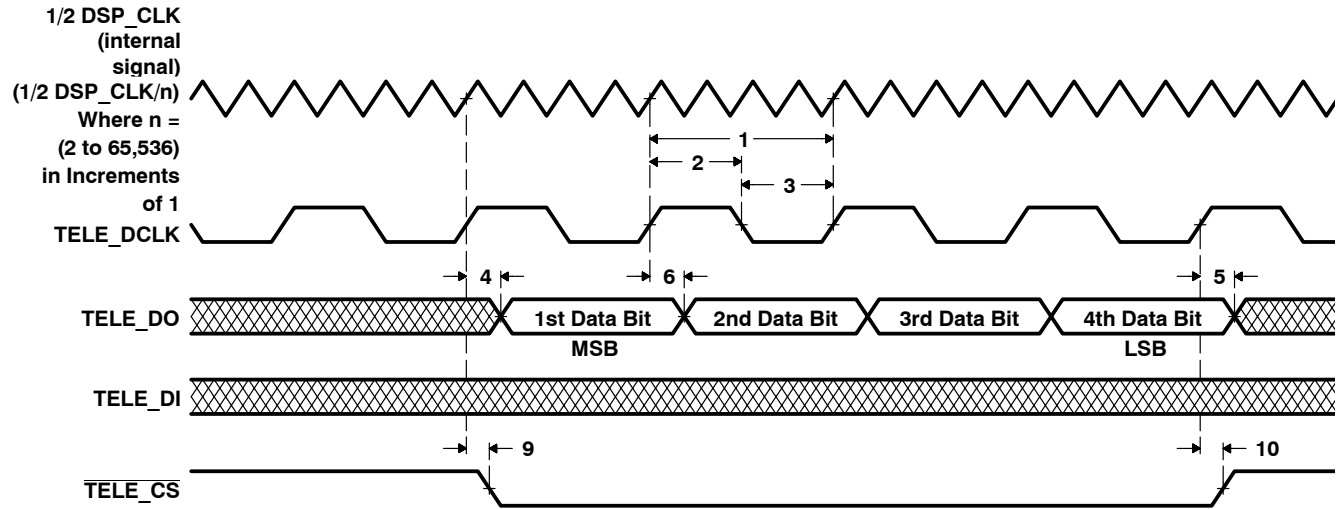 1/2 DSP_CLK
(internal
signal)
(1/2 DSP_CLK/n)
Where n =
(2 to 65,536)
in Increments
of 1
1
2
3
TELE_DCLK
4
6
5
TELE_DO
1st Data Bit
2nd Data Bit
3rd Data Bit
4th Data Bit
MSB
LSB
TELE_DI
9
10
TELE_CS